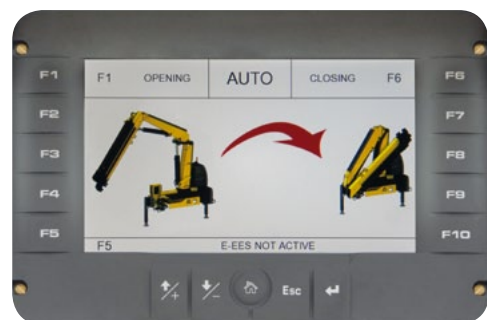 F1 F1 OPENING AUTO CLOSING F6 F6
F2 F7
F3 F8
F4 F9
F5 F5 E-EES NOT ACTIVE F10
+ - Esc